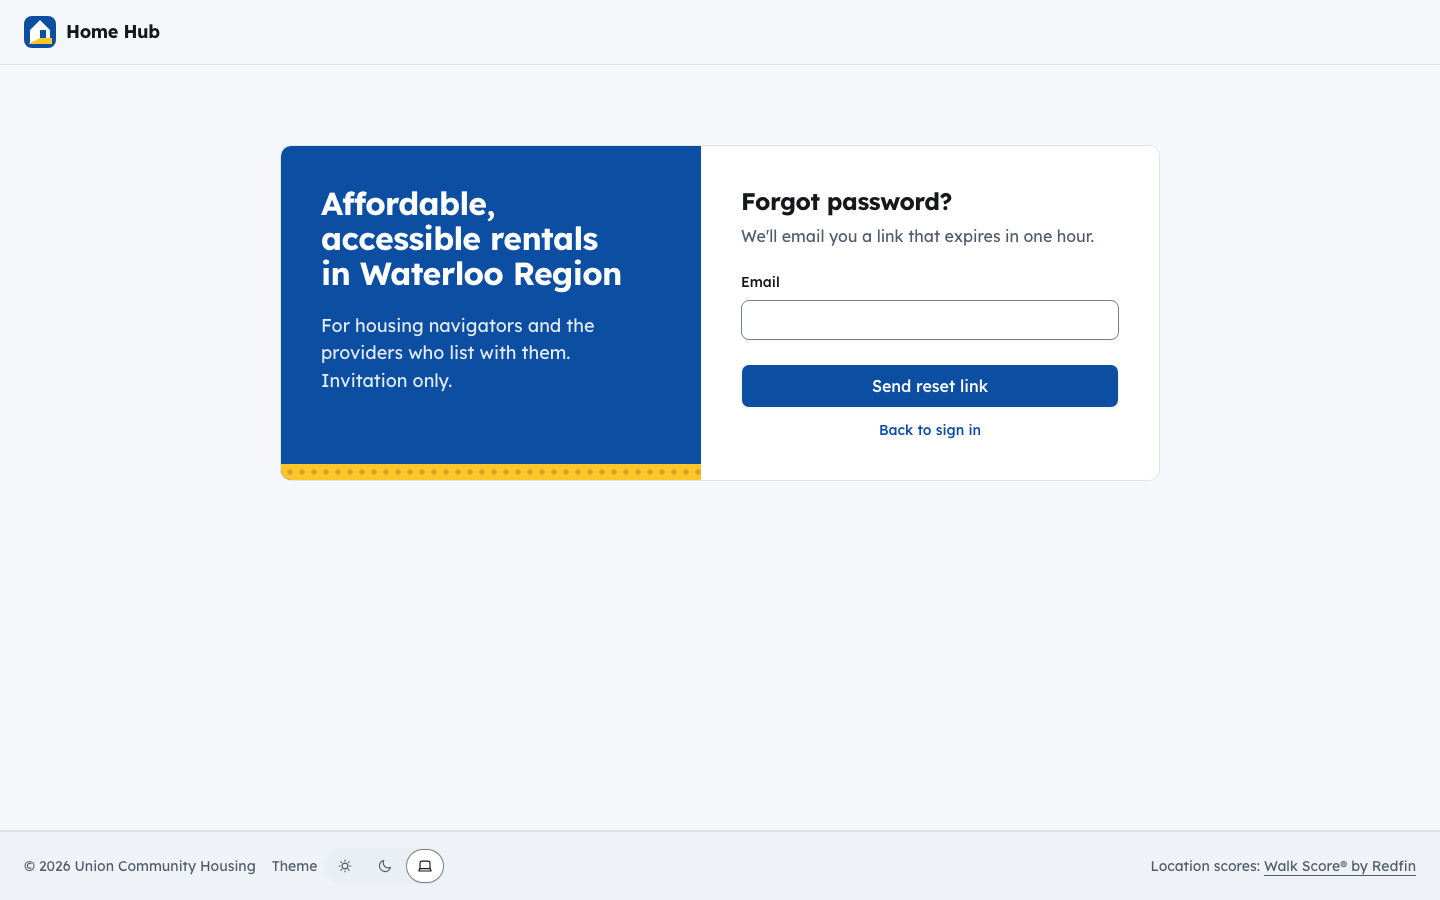 Home Hub
Affordable,
accessible rentals
in Waterloo Region
For housing navigators and the
providers who list with them.
Invitation only.
Forgot password?
We'll email you a link that expires in one hour.
Email
Send reset link
Back to sign in
© 2026 Union Community Housing Theme
Location scores: Walk Score® by Redfin